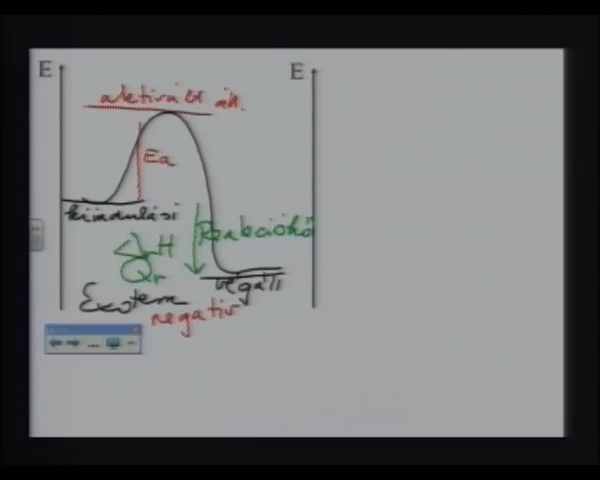 E
E
aktivált áll.
Ea
kiindulási
Reakcióhő
ΔrH
Qr
végáll
Exoterm
negatív